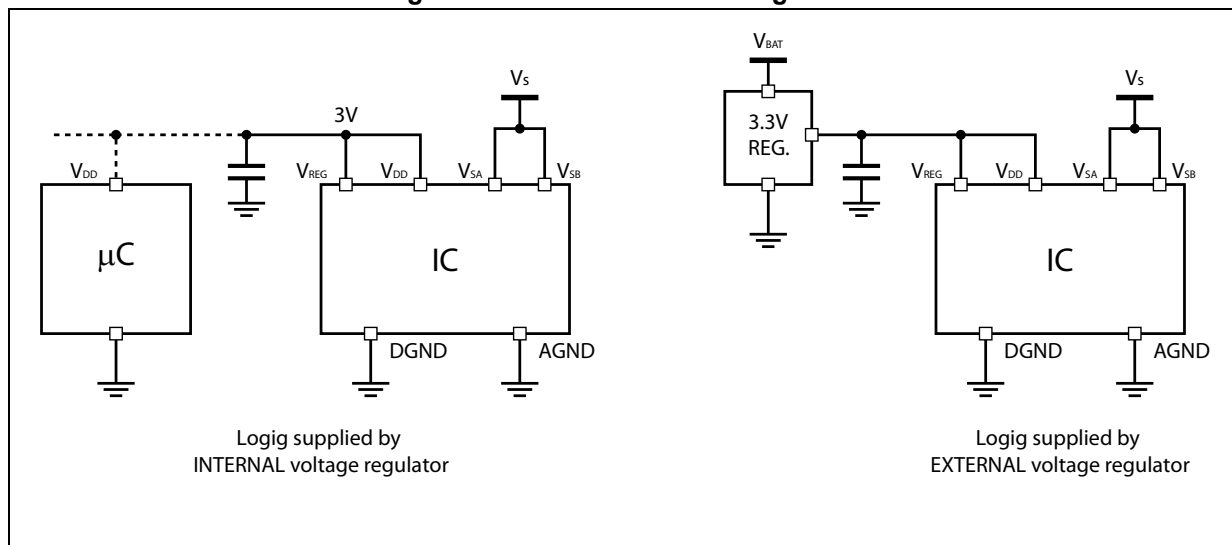 VBAT
VS
VS
3V
3.3V
REG.
VDD
VREG
VDD
VSA
VSB
VREG
VDD
VSA
VSB
μC
IC
IC
DGND
AGND
DGND
AGND
Logig supplied by
INTERNAL voltage regulator
Logig supplied by
EXTERNAL voltage regulator